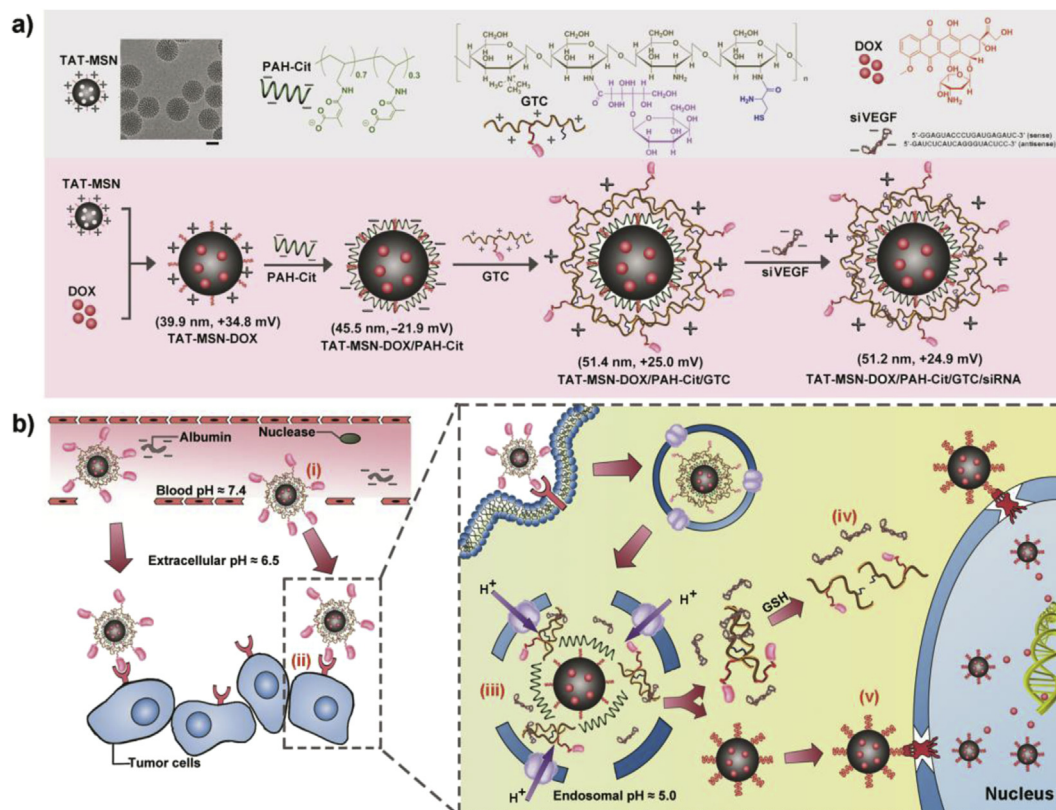 a)
TAT-MSN
PAH-Cit
0.7
0.3
GTC
n
DOX
siVEGF
5'-GGAGUACCCUGAUGAGAUC-3' (sense)
5'-GAUCUCAUCAGGGUACUCC-3' (antisense)
TAT-MSN
DOX
PAH-Cit
GTC
siVEGF
(39.9 nm, +34.8 mV)
TAT-MSN-DOX
(45.5 nm, −21.9 mV)
TAT-MSN-DOX/PAH-Cit
(51.4 nm, +25.0 mV)
TAT-MSN-DOX/PAH-Cit/GTC
(51.2 nm, +24.9 mV)
TAT-MSN-DOX/PAH-Cit/GTC/siRNA
b)
Albumin
Nuclease
(i)
Blood pH ≈ 7.4
Extracellular pH ≈ 6.5
(ii)
Tumor cells
H+
H+
(iii)
H+
Endosomal pH ≈ 5.0
GSH
(iv)
(v)
Nucleus